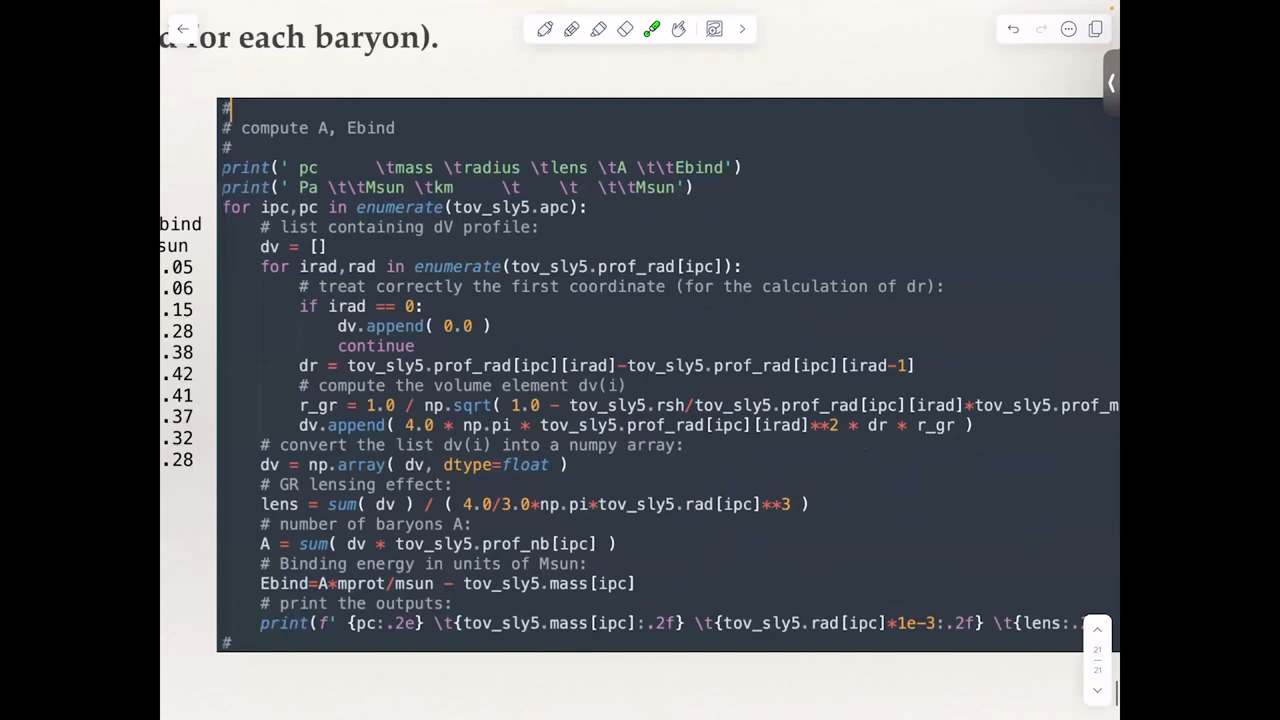 for each baryon).
#
# compute A, Ebind
#
print(' pc      \tmass \tradius \tlens \tA \t\tEbind')
print(' Pa \t\tMsun \tkm     \t    \t  \t\tMsun')
for ipc,pc in enumerate(tov_sly5.apc):
    # list containing dV profile:
    dv = []
    for irad,rad in enumerate(tov_sly5.prof_rad[ipc]):
        # treat correctly the first coordinate (for the calculation of dr):
        if irad == 0:
            dv.append( 0.0 )
            continue
        dr = tov_sly5.prof_rad[ipc][irad]-tov_sly5.prof_rad[ipc][irad-1]
        # compute the volume element dv(i)
        r_gr = 1.0 / np.sqrt( 1.0 - tov_sly5.rsh/tov_sly5.prof_rad[ipc][irad]*tov_sly5.prof_m
        dv.append( 4.0 * np.pi * tov_sly5.prof_rad[ipc][irad]**2 * dr * r_gr )
    # convert the list dv(i) into a numpy array:
    dv = np.array( dv, dtype=float )
    # GR lensing effect:
    lens = sum( dv ) / ( 4.0/3.0*np.pi*tov_sly5.rad[ipc]**3 )
    # number of baryons A:
    A = sum( dv * tov_sly5.prof_nb[ipc] )
    # Binding energy in units of Msun:
    Ebind=A*mprot/msun - tov_sly5.mass[ipc]
    # print the outputs:
    print(f' {pc:.2e} \t{tov_sly5.mass[ipc]:.2f} \t{tov_sly5.rad[ipc]*1e-3:.2f} \t{lens:.
#
bind
sun
.05
.06
.15
.28
.38
.42
.41
.37
.32
.28
21
21